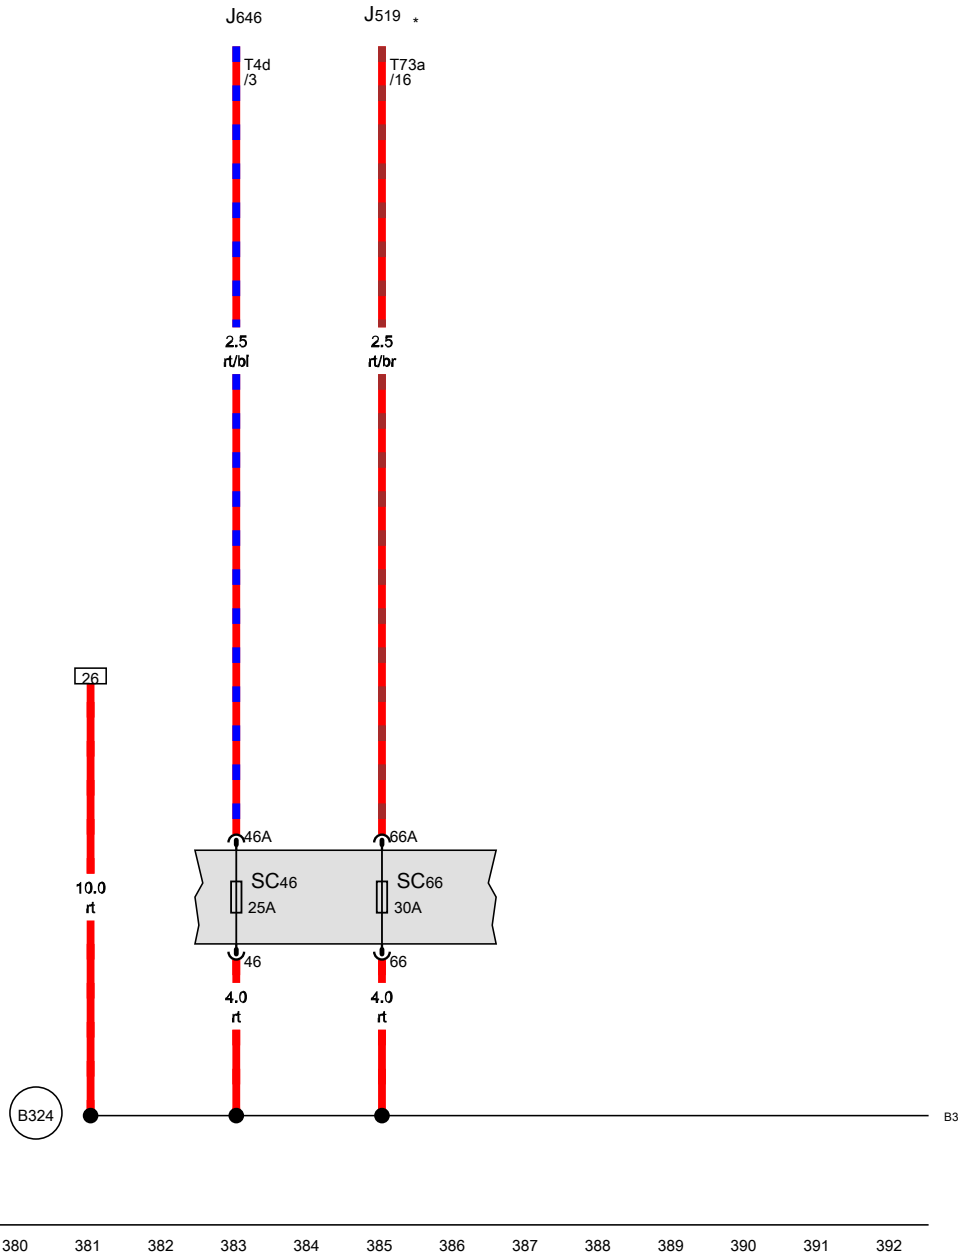 J646
J519 *
T4d
/3
T73a
/16
2.5
rt/bl
2.5
rt/br
26
46A
66A
SC46
25A
SC66
30A
10.0
rt
46
66
4.0
rt
4.0
rt
B324
B3
380 381 382 383 384 385 386 387 388 389 390 391 392